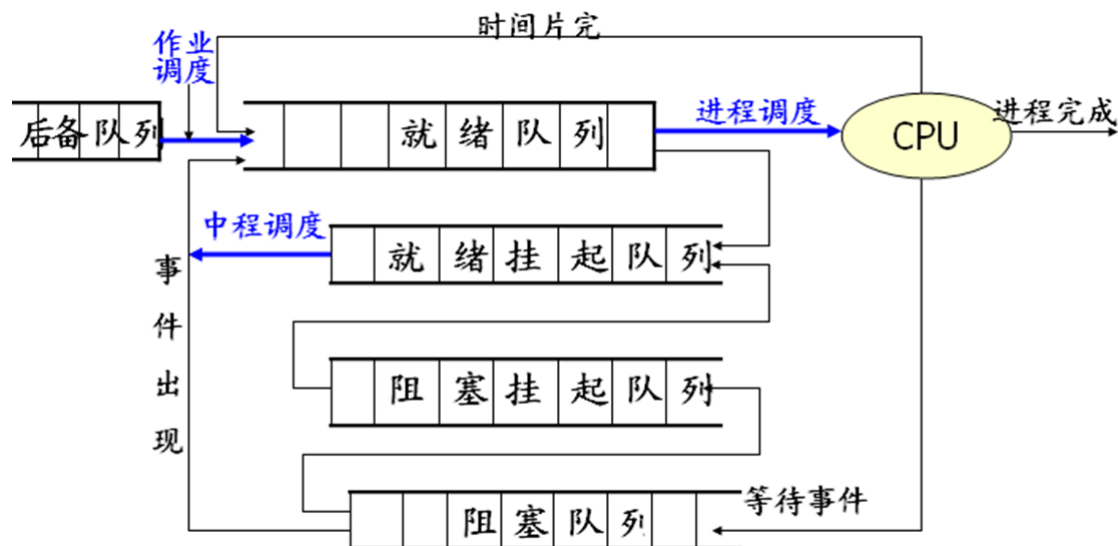 时间片完
作业
调度
后备队列
就绪队列
进程调度
CPU
进程完成
中程调度
就绪挂起队列
事件出现
阻塞挂起队列
等待事件
阻塞队列